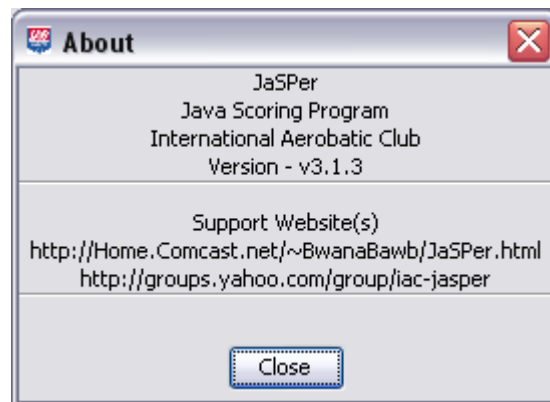 About
JaSPer
Java Scoring Program
International Aerobatic Club
Version - v3.1.3
Support Website(s)
http://Home.Comcast.net/~BwanaBawb/JaSPer.html
http://groups.yahoo.com/group/iac-jasper
Close